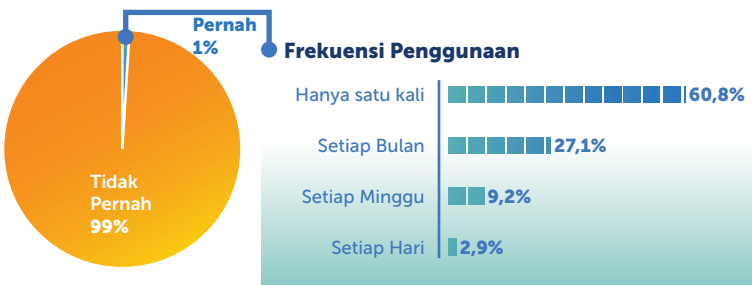 Pernah
1%
Frekuensi Penggunaan
Hanya satu kali 60,8%
Setiap Bulan 27,1%
Setiap Minggu 9,2%
Setiap Hari 2,9%
Tidak
Pernah
99%